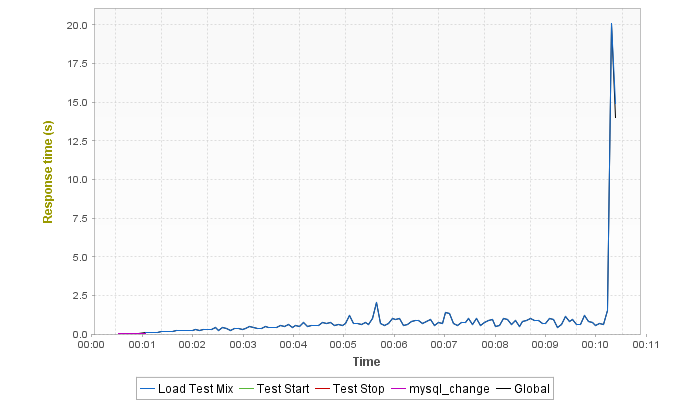 Response time (s)
20.0
17.5
15.0
12.5
10.0
7.5
5.0
2.5
0.0
00:00 00:01 00:02 00:03 00:04 00:05 00:06 00:07 00:08 00:09 00:10 00:11
Time
Load Test Mix Test Start Test Stop mysql_change Global